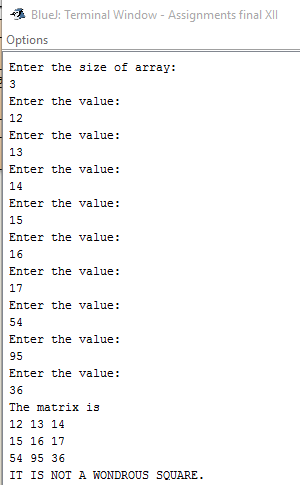 BlueJ: Terminal Window - Assignments final XII
Options
Enter the size of array:
3
Enter the value:
12
Enter the value:
13
Enter the value:
14
Enter the value:
15
Enter the value:
16
Enter the value:
17
Enter the value:
54
Enter the value:
95
Enter the value:
36
The matrix is
12 13 14
15 16 17
54 95 36
IT IS NOT A WONDROUS SQUARE.